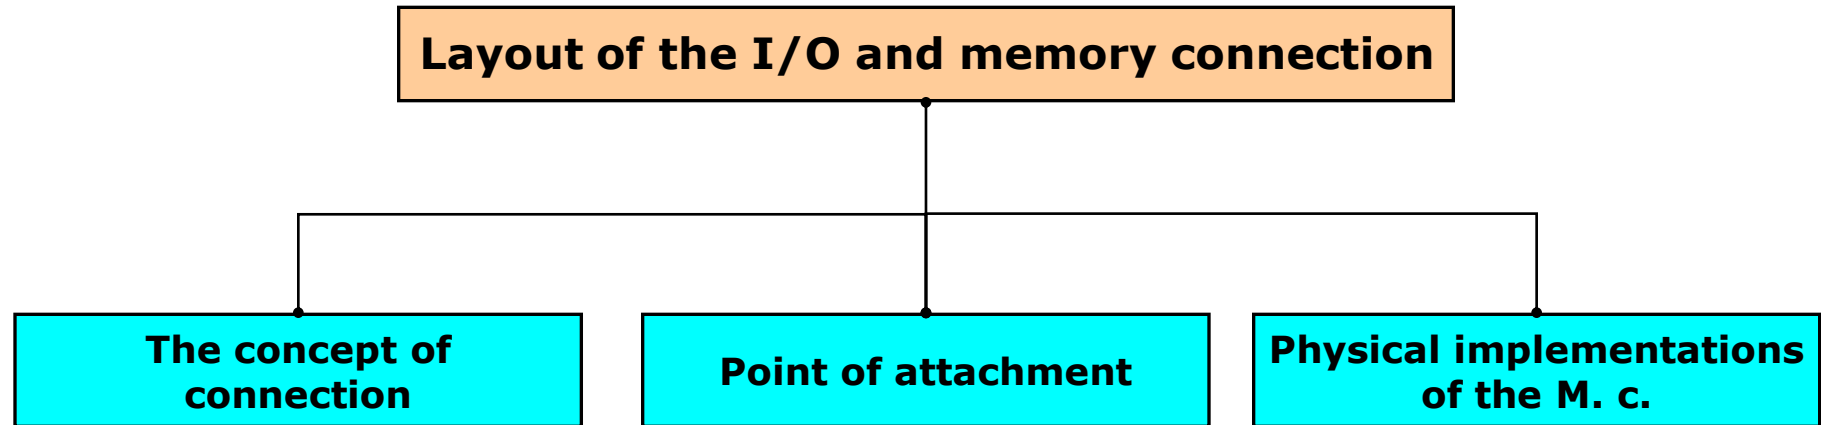 Layout of the I/O and memory connection
The concept of
connection
Point of attachment
Physical implementations
of the M. c.